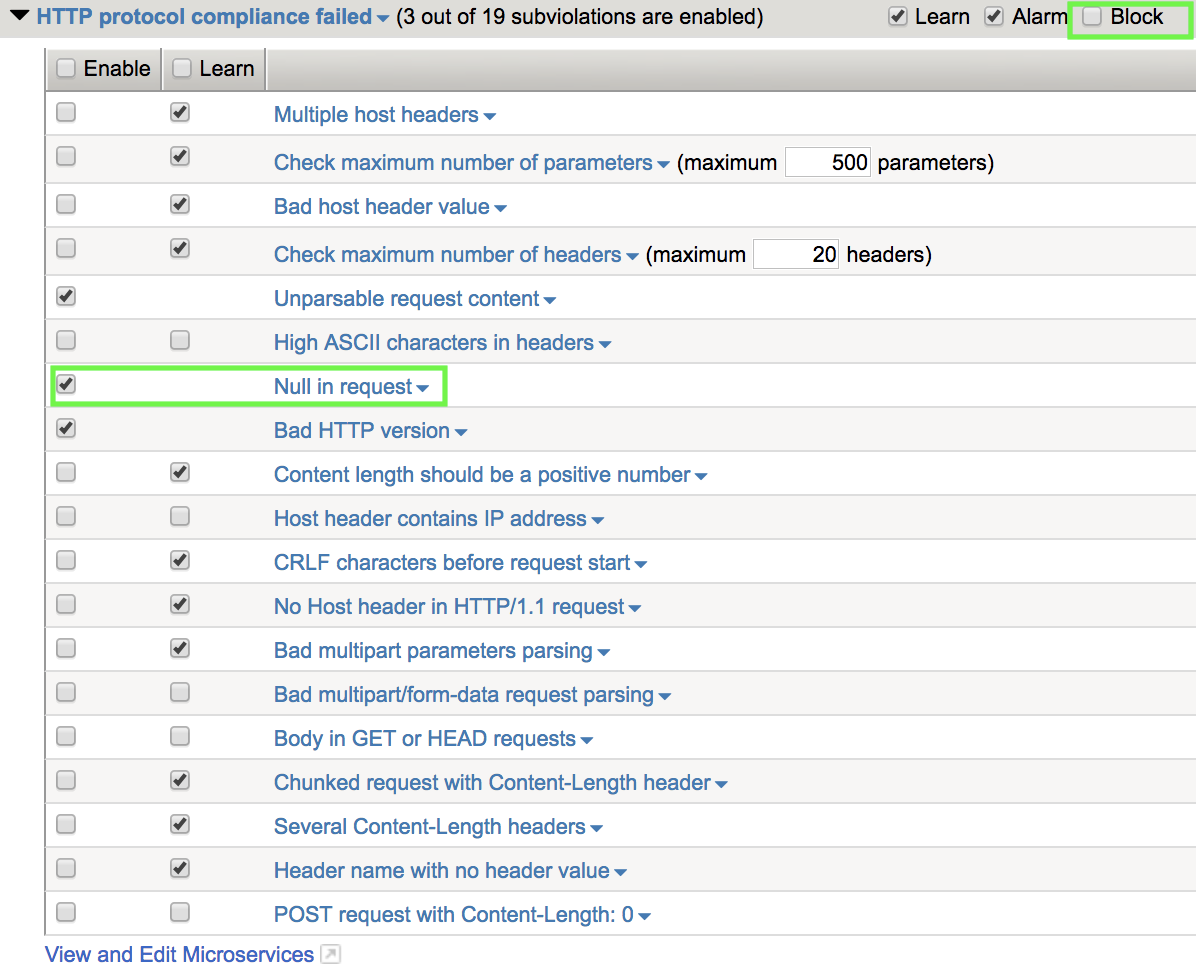 HTTP protocol compliance failed (3 out of 19 subviolations are enabled) Learn Alarm Block
Enable Learn
Multiple host headers
Check maximum number of parameters (maximum 500 parameters)
Bad host header value
Check maximum number of headers (maximum 20 headers)
Unparsable request content
High ASCII characters in headers
Null in request
Bad HTTP version
Content length should be a positive number
Host header contains IP address
CRLF characters before request start
No Host header in HTTP/1.1 request
Bad multipart parameters parsing
Bad multipart/form-data request parsing
Body in GET or HEAD requests
Chunked request with Content-Length header
Several Content-Length headers
Header name with no header value
POST request with Content-Length: 0
View and Edit Microservices